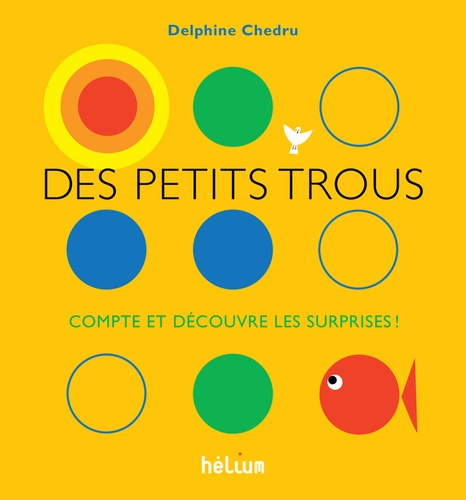 Delphine Chedru
DES PETITS TROUS
COMPTE ET DÉCOUVRE LES SURPRISES !
hélium